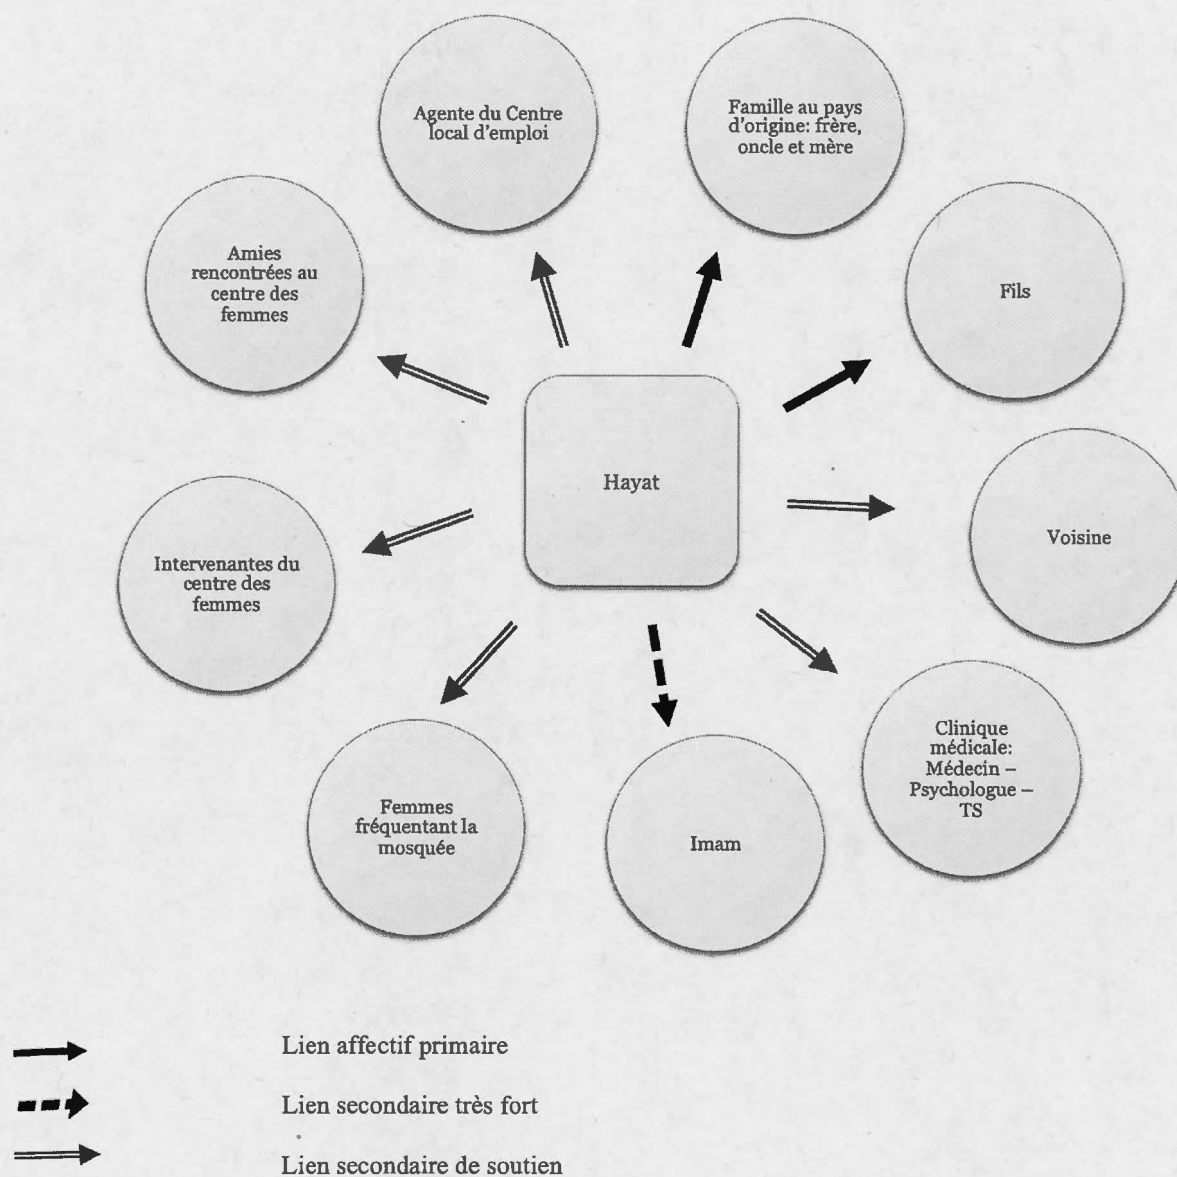 Agente du Centre
local d'emploi
Famille au pays
d'origine: frère,
oncle et mère
Amies
rencontrées au
centre des
femmes
Fils
Hayat
Voisine
Intervenantes du
centre des
femmes
Clinique
médicale:
Médecin –
Psychologue –
TS
Femmes
fréquentant la
mosquée
Imam
Lien affectif primaire
Lien secondaire très fort
Lien secondaire de soutien